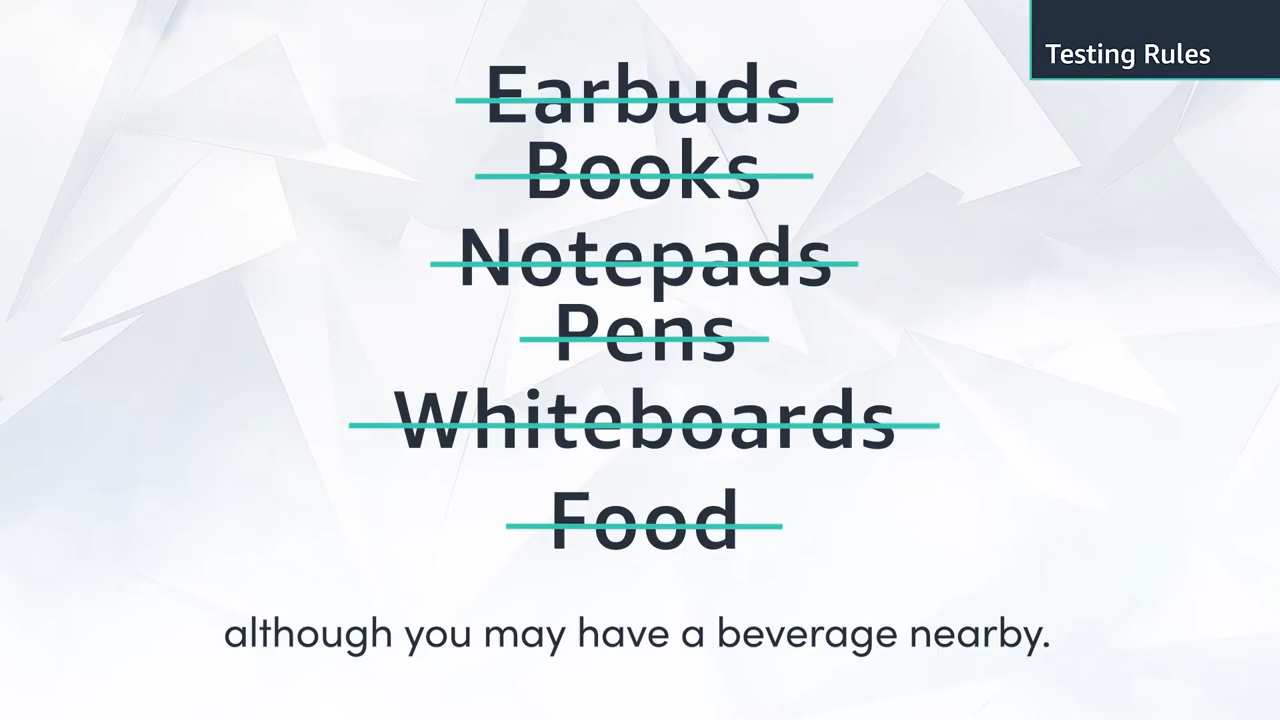 Testing Rules
Earbuds
Books
Notepads
Pens
Whiteboards
Food
although you may have a beverage nearby.